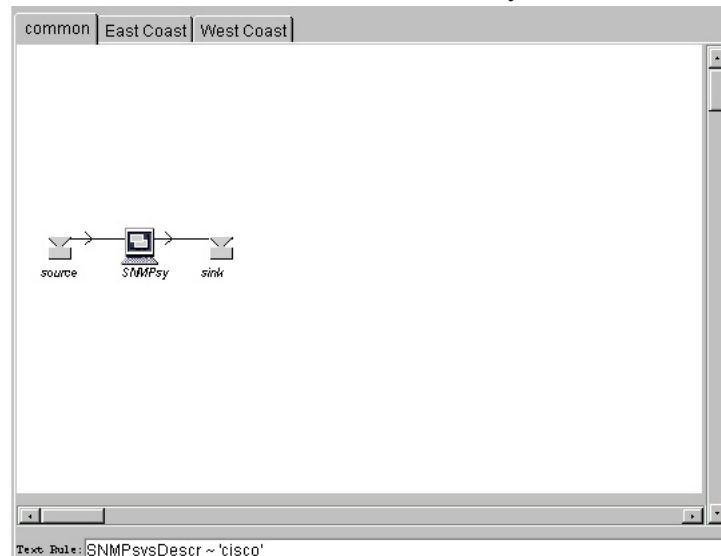 common East Coast West Coast
source SNMPsy sink
Text Rule: SNMPsysDescr ~ 'cisco'